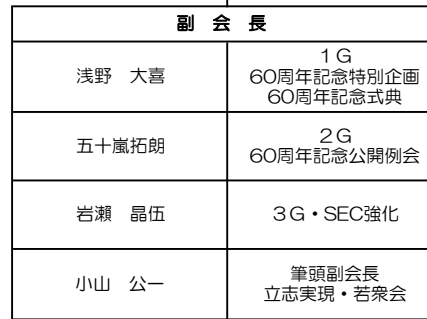 副　会　長
浅野　大喜
１Ｇ
60周年記念特別企画
60周年記念式典
五十嵐拓朗
２Ｇ
60周年記念公開例会
岩瀬　晶伍
３Ｇ・SEC強化
小山　公一
筆頭副会長
立志実現・若衆会